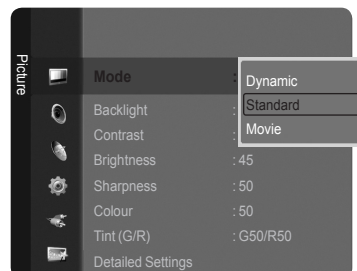 Picture
Mode : Dynamic
Standard
Movie
Backlight :
Contrast :
Brightness : 45
Sharpness : 50
Colour : 50
Tint (G/R) : G50/R50
Detailed Settings